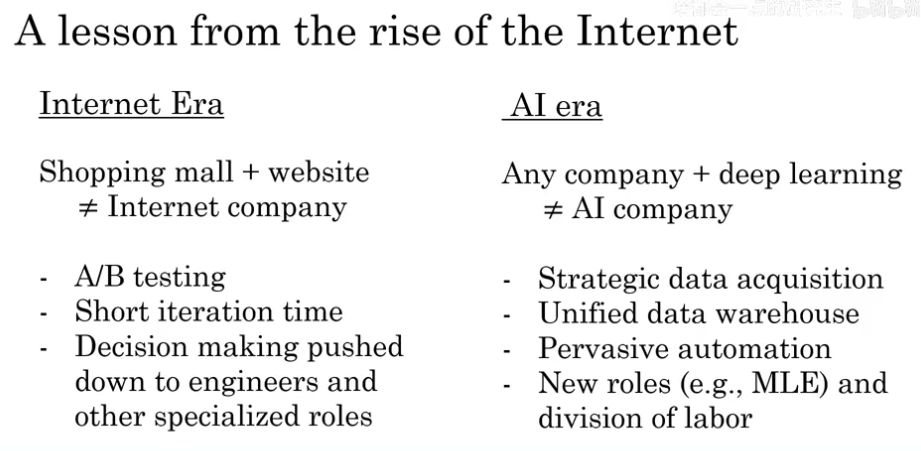 A lesson from the rise of the Internet
Internet Era
Shopping mall + website
≠ Internet company
- A/B testing
- Short iteration time
- Decision making pushed
down to engineers and
other specialized roles
AI era
Any company + deep learning
≠ AI company
- Strategic data acquisition
- Unified data warehouse
- Pervasive automation
- New roles (e.g., MLE) and
division of labor